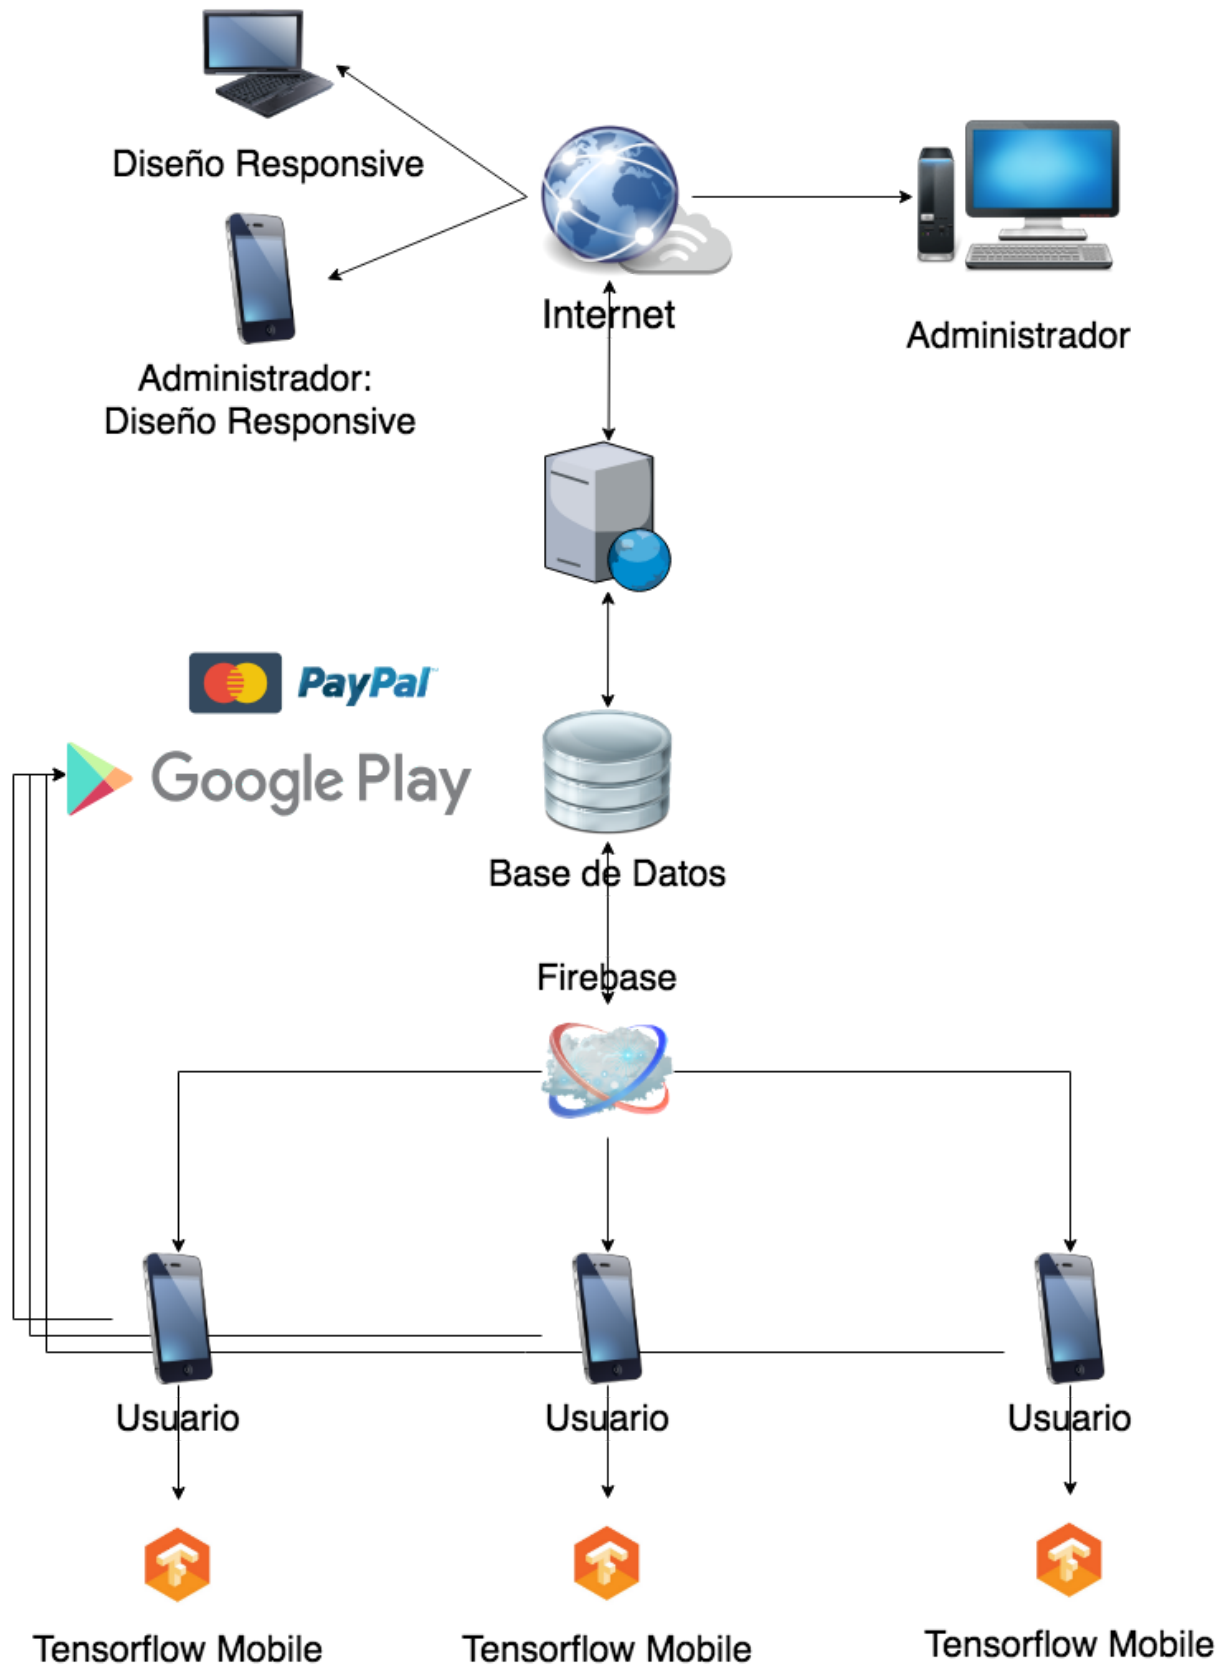 Diseño Responsive
Internet
Administrador
Administrador:
Diseño Responsive
PayPal
Google Play
Base de Datos
Firebase
Usuario
Usuario
Usuario
Tensorflow Mobile
Tensorflow Mobile
Tensorflow Mobile